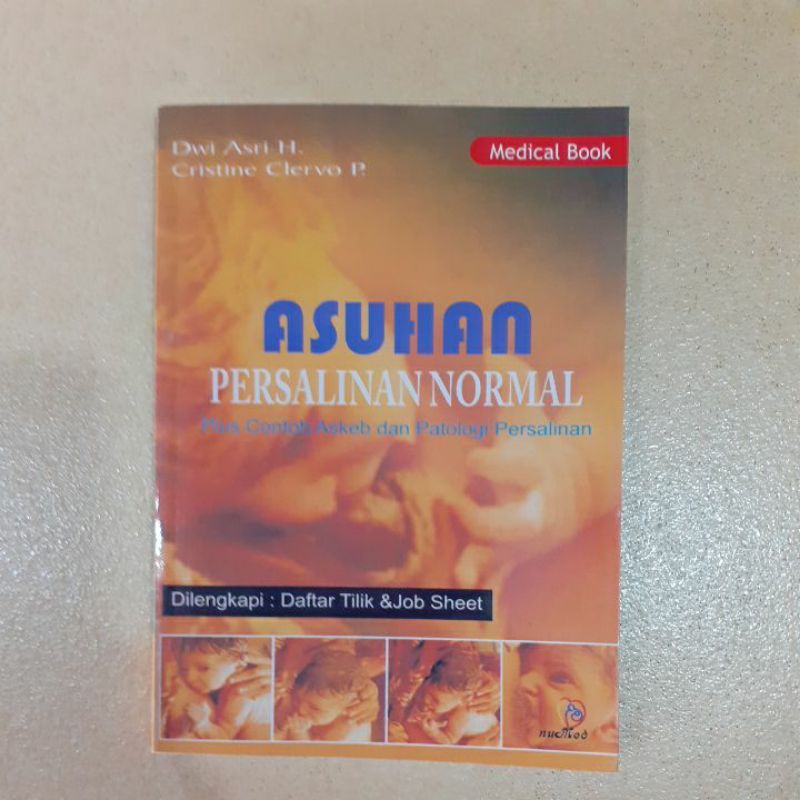 Dwi Asri H.
Cristine Clervo P.
Medical Book
ASUHAN
PERSALINAN NORMAL
Plus Contoh Askeb dan Patologi Persalinan
Dilengkapi : Daftar Tilik &Job Sheet
nuMed